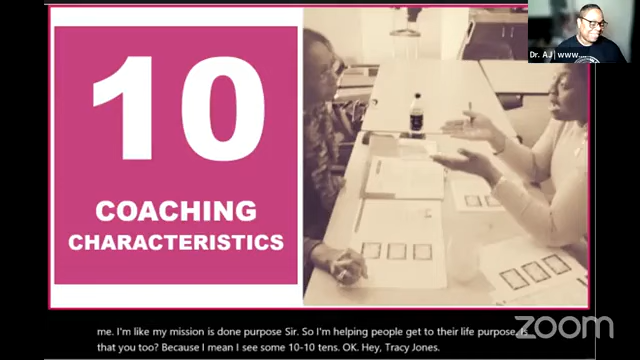 10
COACHING
CHARACTERISTICS
Dr. AJ | www....
me. I'm like my mission is done purpose Sir. So I'm helping people get to their life purpose, is
that you too? Because I mean I see some 10-10 tens. OK. Hey, Tracy Jones.
zoom